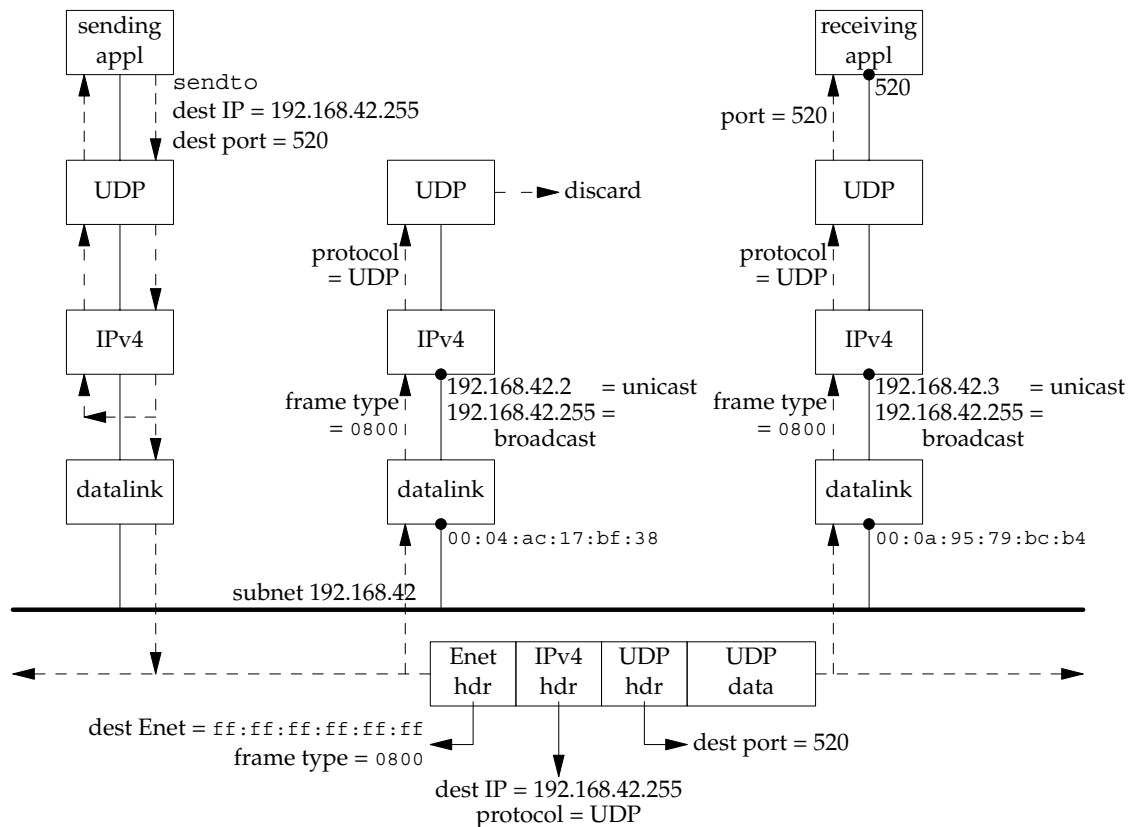 sending
appl
receiving
appl
sendto
dest IP = 192.168.42.255
dest port = 520
520
port = 520
UDP
UDP
discard
UDP
protocol
= UDP
protocol
= UDP
IPv4
IPv4
IPv4
192.168.42.2 = unicast
192.168.42.255 =
broadcast
frame type
= 0800
192.168.42.3 = unicast
192.168.42.255 =
broadcast
frame type
= 0800
datalink
datalink
datalink
00:04:ac:17:bf:38
00:0a:95:79:bc:b4
subnet 192.168.42
Enet
hdr
IPv4
hdr
UDP
hdr
UDP
data
dest Enet = ff:ff:ff:ff:ff:ff
frame type = 0800
dest port = 520
dest IP = 192.168.42.255
protocol = UDP